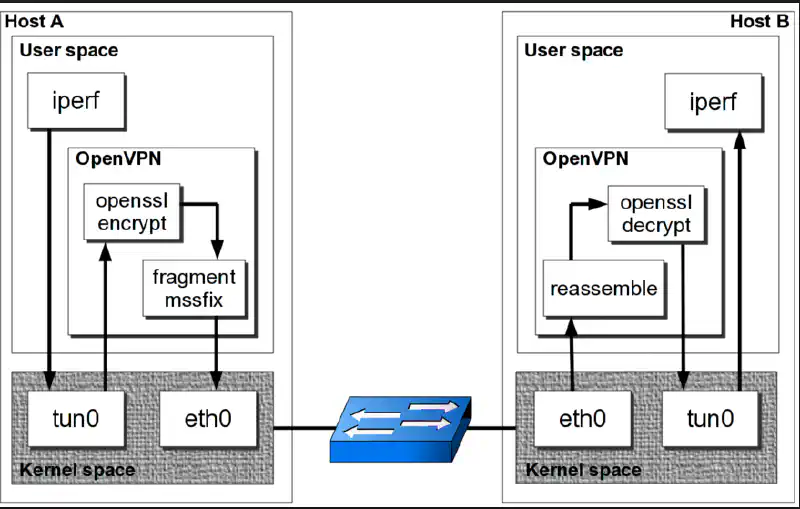 Host A
User space
iperf
OpenVPN
openssl
encrypt
fragment
mssfix
tun0
eth0
Kernel space
Host B
User space
iperf
OpenVPN
openssl
decrypt
reassemble
eth0
tun0
Kernel space